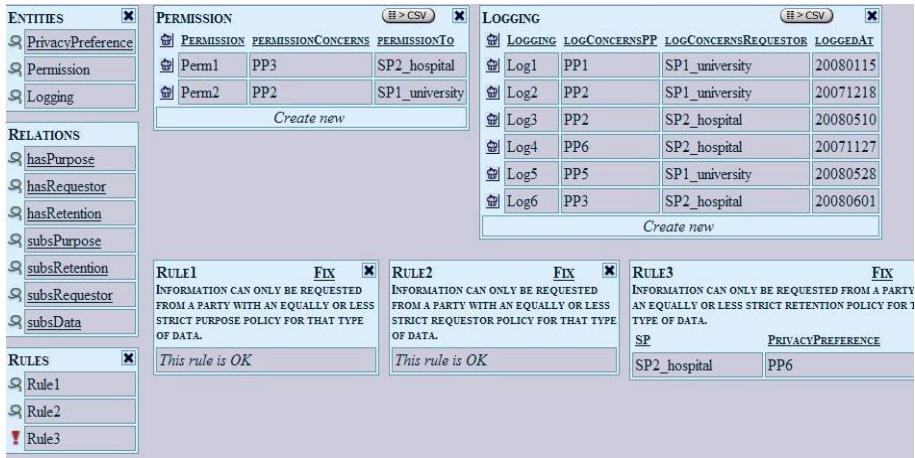 ENTITIES
PrivacyPreference
Permission
Logging
RELATIONS
hasPurpose
hasRequestor
hasRetention
subsPurpose
subsRetention
subsRequestor
subsData
RULES
Rule1
Rule2
Rule3
PERMISSION > CSV
PERMISSION PERMISSIONCONCERNS PERMISSIONTO
Perm1 PP3 SP2_hospital
Perm2 PP2 SP1_university
Create new
LOGGING > CSV
LOGGING LOGCONCERNSPP LOGCONCERNSREQUESTOR LOGGEDAT
Log1 PP1 SP1_university 20080115
Log2 PP2 SP1_university 20071218
Log3 PP2 SP2_hospital 20080510
Log4 PP6 SP2_hospital 20071127
Log5 PP5 SP1_university 20080528
Log6 PP3 SP2_hospital 20080601
Create new
RULE1 FIX
INFORMATION CAN ONLY BE REQUESTED
FROM A PARTY WITH AN EQUALLY OR LESS
STRICT PURPOSE POLICY FOR THAT TYPE
OF DATA.
This rule is OK
RULE2 FIX
INFORMATION CAN ONLY BE REQUESTED
FROM A PARTY WITH AN EQUALLY OR LESS
STRICT REQUESTOR POLICY FOR THAT TYPE
OF DATA.
This rule is OK
RULE3 FIX
INFORMATION CAN ONLY BE REQUESTED FROM A PARTY
AN EQUALLY OR LESS STRICT RETENTION POLICY FOR
TYPE OF DATA.
SP PRIVACYPREFERENCE
SP2_hospital PP6